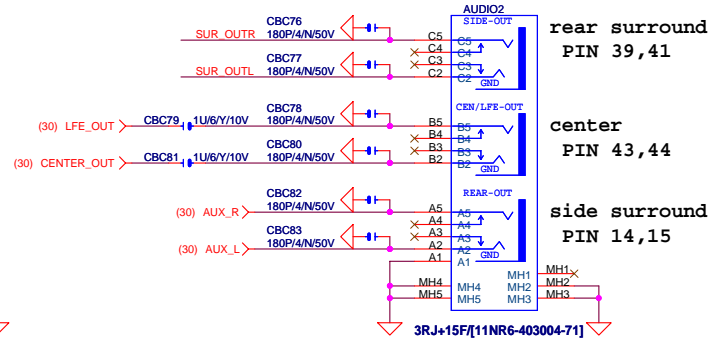 AUDIO2
CBC76
SIDE-OUT
rear surround
SUR_OUTR 180P/4/N/50V
C5 C5
C4 C4
PIN 39,41
CBC77
C3 C3
SUR_OUTL 180P/4/N/50V
C2 C2
GND
CBC78
CEN/LFE-OUT
(30) LFE_OUT CBC79 1U/6/Y/10V 180P/4/N/50V
B5 B5
center
B4 B4
CBC80
B3 B3
PIN 43,44
(30) CENTER_OUT CBC81 1U/6/Y/10V 180P/4/N/50V
B2 B2
GND
CBC82
REAR-OUT
(30) AUX_R 180P/4/N/50V
A5 A5
side surround
A4 A4
CBC83
A3 A3
PIN 14,15
(30) AUX_L 180P/4/N/50V
A2 A2
GND
A1 A1
MH1 MH1
MH4 MH4
MH2 MH2
MH5 MH5
MH3 MH3
3RJ+15F/[11NR6-403004-71]